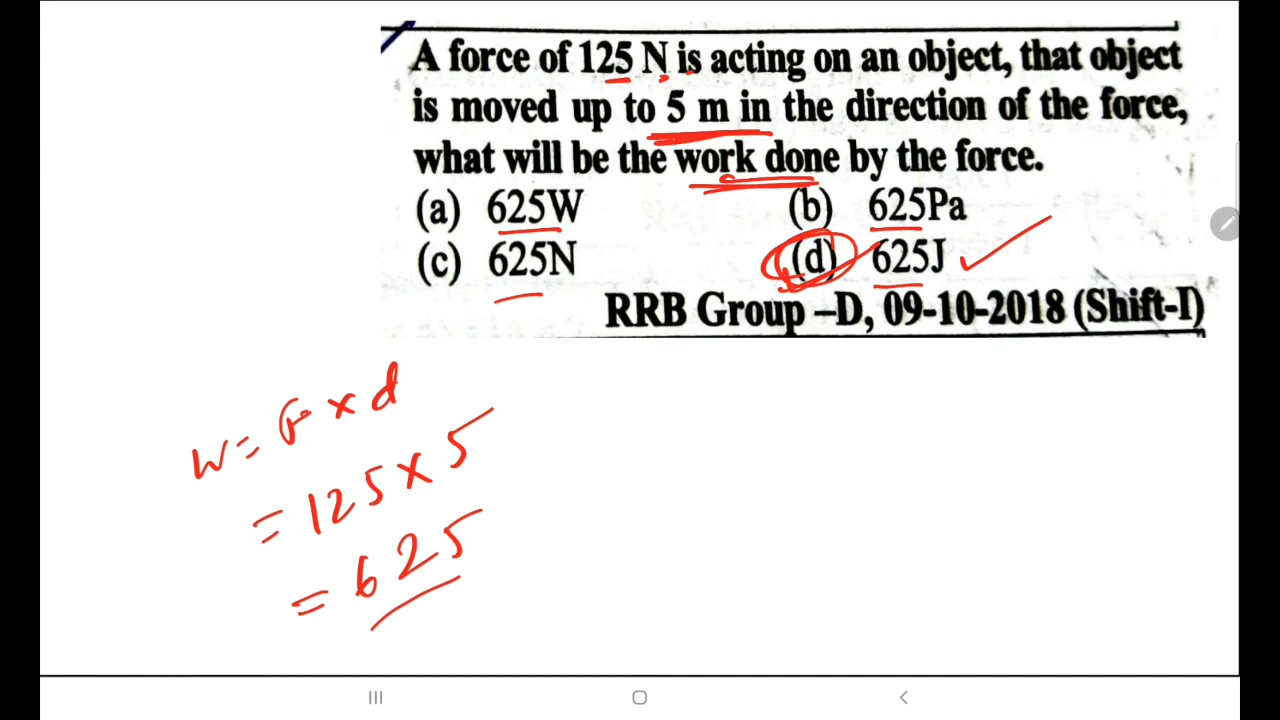 A force of 125 N is acting on an object, that object
is moved up to 5 m in the direction of the force,
what will be the work done by the force.
(a) 625W (b) 625Pa
(c) 625N (d) 625J
RRB Group –D, 09-10-2018 (Shift-I)
W = F × d
= 125 × 5
= 625